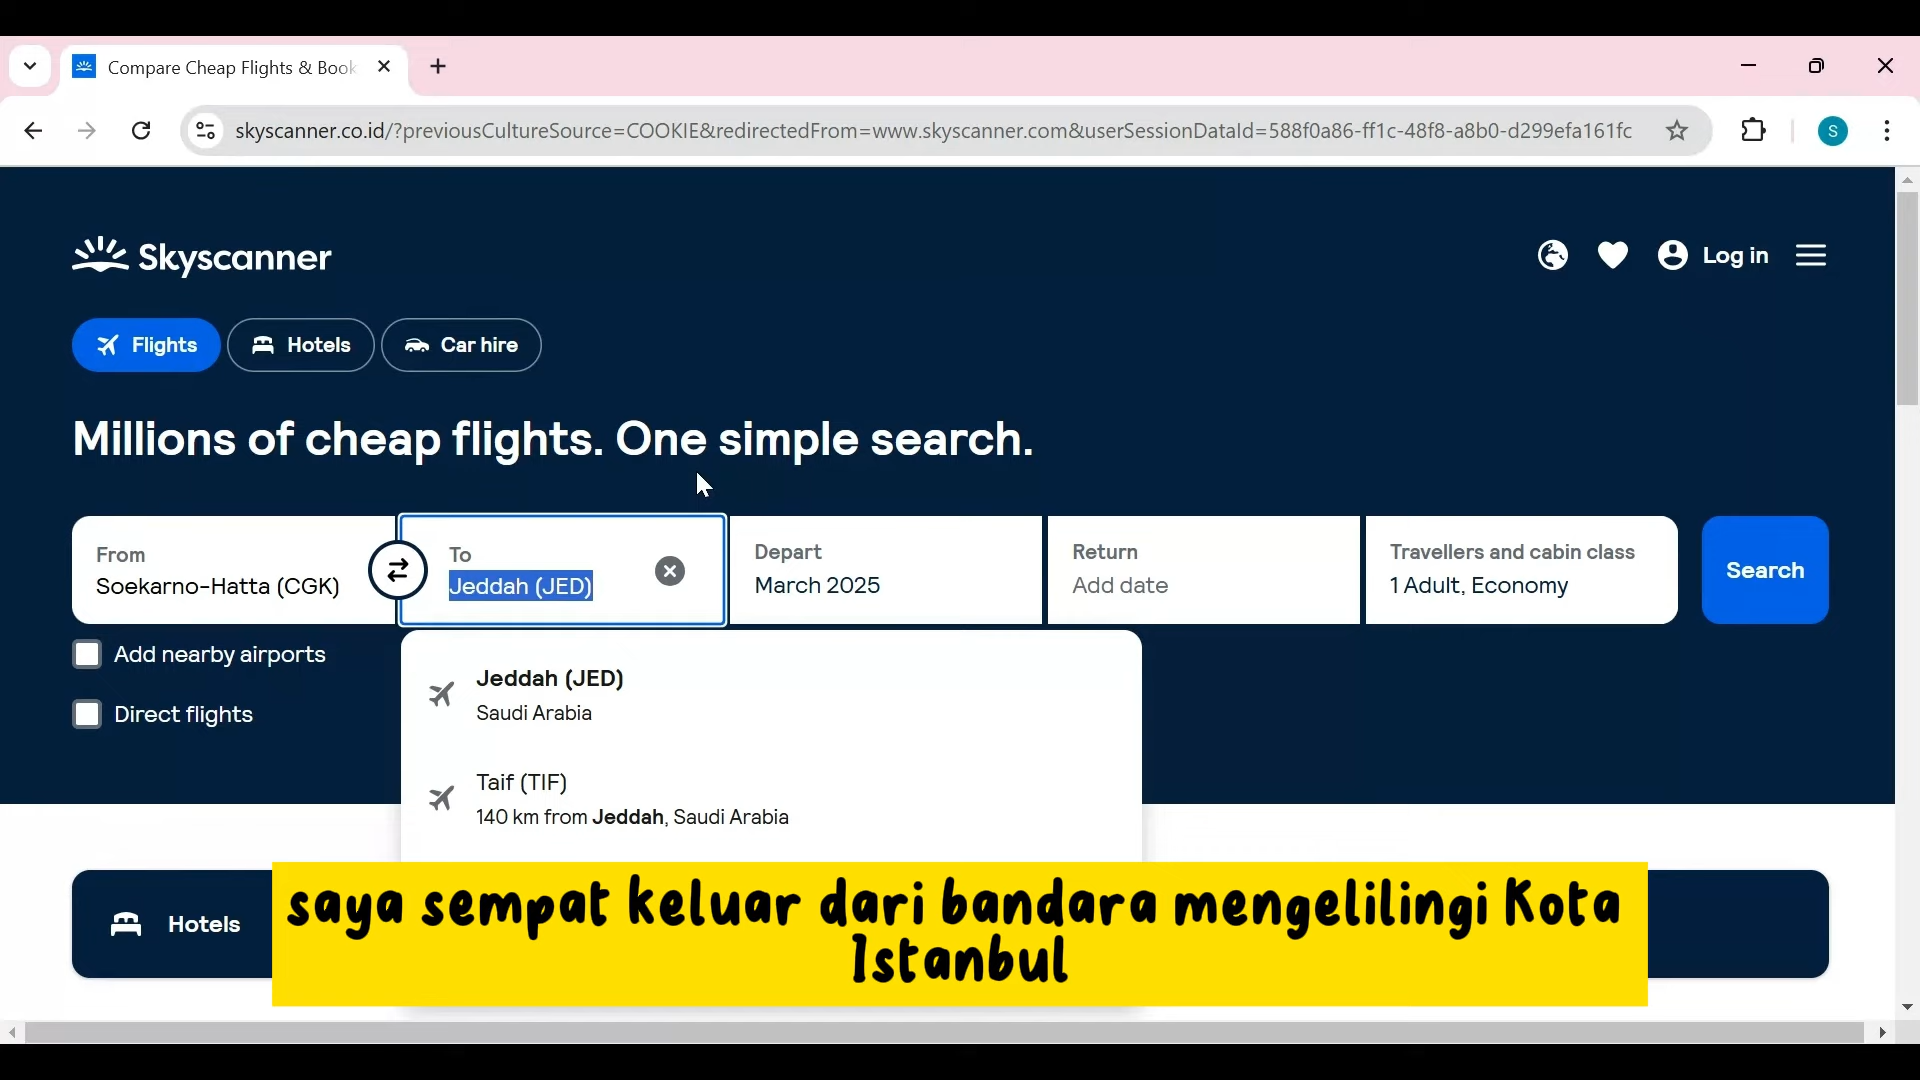 Compare Cheap Flights & Book
skyscanner.co.id/?previousCultureSource=COOKIE&redirectedFrom=www.skyscanner.com&userSessionDataId=588f0a86-ff1c-48f8-a8b0-d299efa161fc
S
Skyscanner
Log in
Flights
Hotels
Car hire
Millions of cheap flights. One simple search.
From
Soekarno-Hatta (CGK)
To
Jeddah (JED)
Depart
March 2025
Return
Add date
Travellers and cabin class
1 Adult, Economy
Search
Add nearby airports
Direct flights
Jeddah (JED)
Saudi Arabia
Taif (TIF)
140 km from Jeddah, Saudi Arabia
Hotels
saya sempat keluar dari bandara mengelilingi Kota
Istanbul